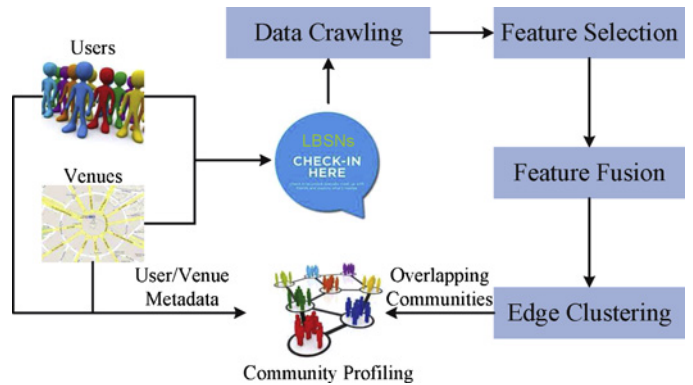 Users
Data Crawling
Feature Selection
LBSNs
CHECK-IN
HERE
Venues
Feature Fusion
User/Venue
Metadata
Overlapping
Communities
Edge Clustering
Community Profiling